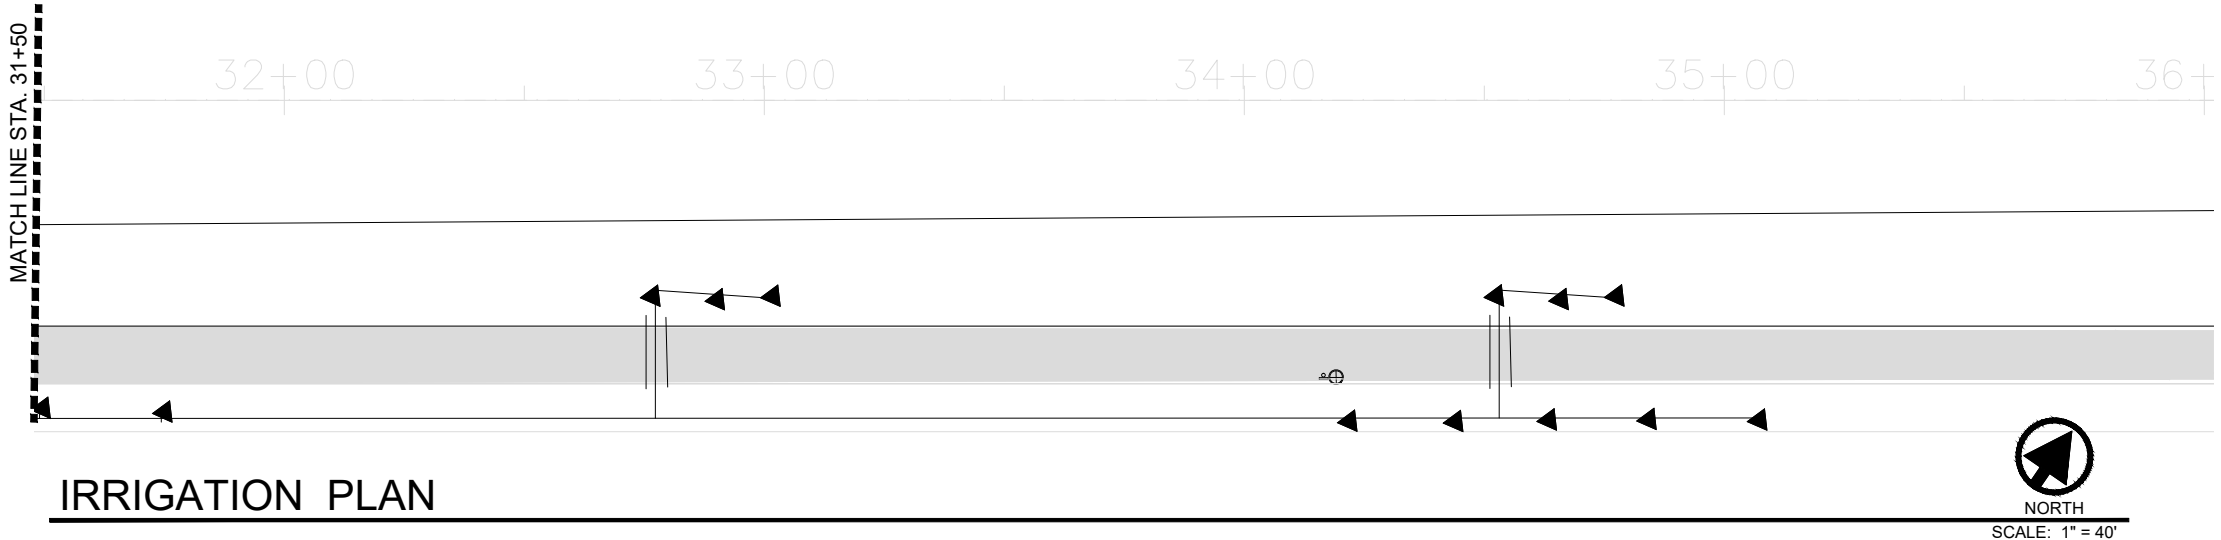 MATCH LINE STA. 31+50
32+00 33+00 34+00 35+00 36+
IRRIGATION PLAN
NORTH
SCALE: 1" = 40'